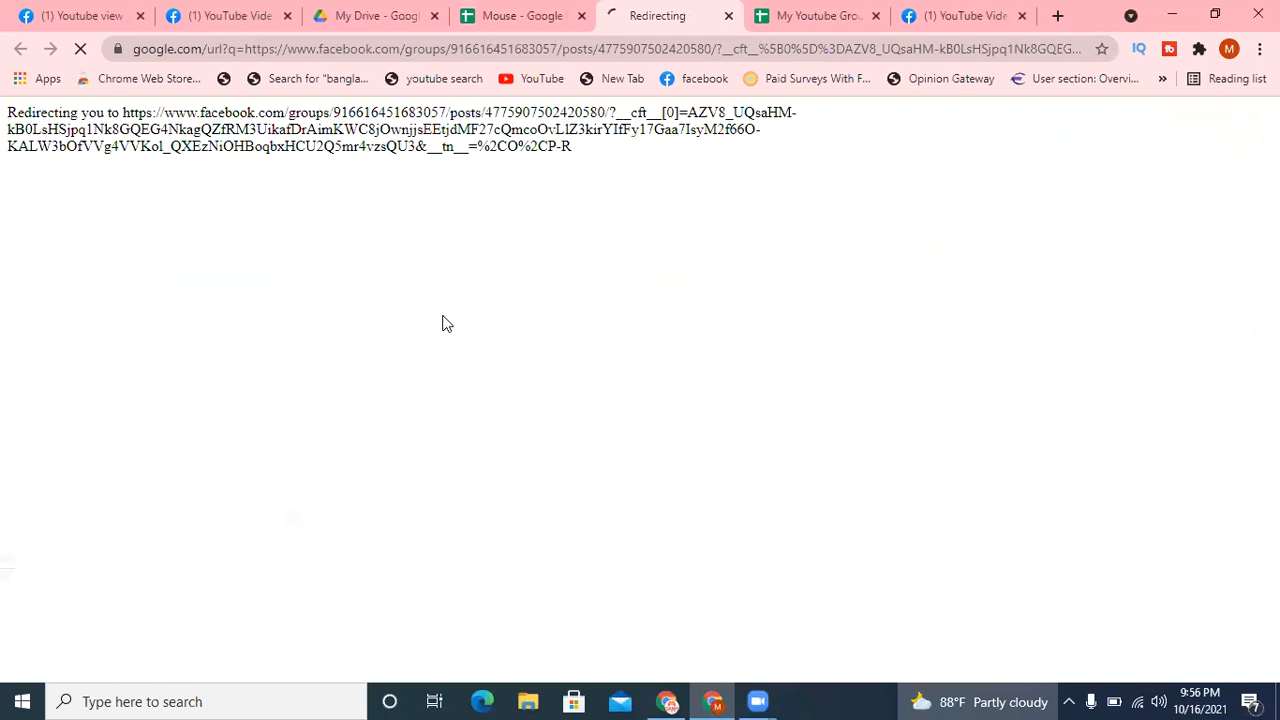 (1) Youtube view
(1) YouTube Vide
My Drive - Googl
Mouse - Google
Redirecting
My Youtube Grou
(1) YouTube Vide
google.com/url?q=https://www.facebook.com/groups/916616451683057/posts/4775907502420580/?__cft__%5B0%5D%3DAZV8_UQsaHM-kB0LsHSjpq1Nk8GQEG...
IQ
M
Apps
Chrome Web Store...
Search for "bangla...
youtube search
YouTube
New Tab
facebook
Paid Surveys With F...
Opinion Gateway
User section: Overvi...
»
Reading list
Redirecting you to https://www.facebook.com/groups/916616451683057/posts/4775907502420580/?__cft__[0]=AZV8_UQsaHM-
kB0LsHSjpq1Nk8GQEG4NkagQZfRM3UikafDrAimKWC8jOwnjjsEEtjdMF27cQmcoOvLlZ3kirYIfFy17Gaa7IsyM2f66O-
KALW3bOfVVg4VVKol_QXEzNiOHBoqbxHCU2Q5mr4vzsQU3&__tn__=%2CO%2CP-R
Type here to search
88°F Partly cloudy
9:56 PM
10/16/2021
7